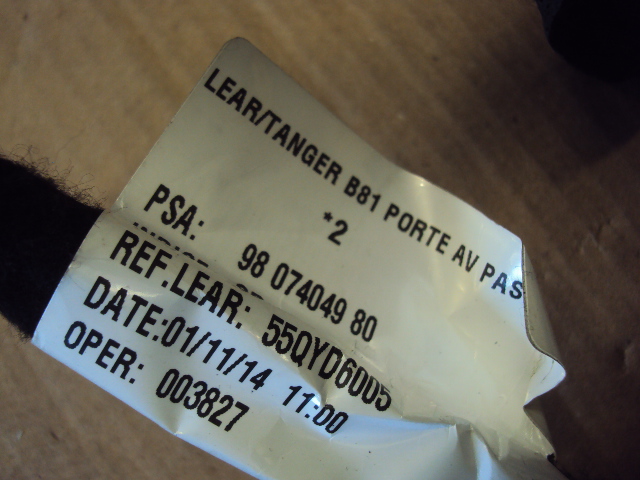 LEAR/TANGER B81 PORTE AV PAS
*2
PSA: 98 074049 80
REF.LEAR: 55QYD6005
DATE:01/11/14 11:00
OPER: 003827